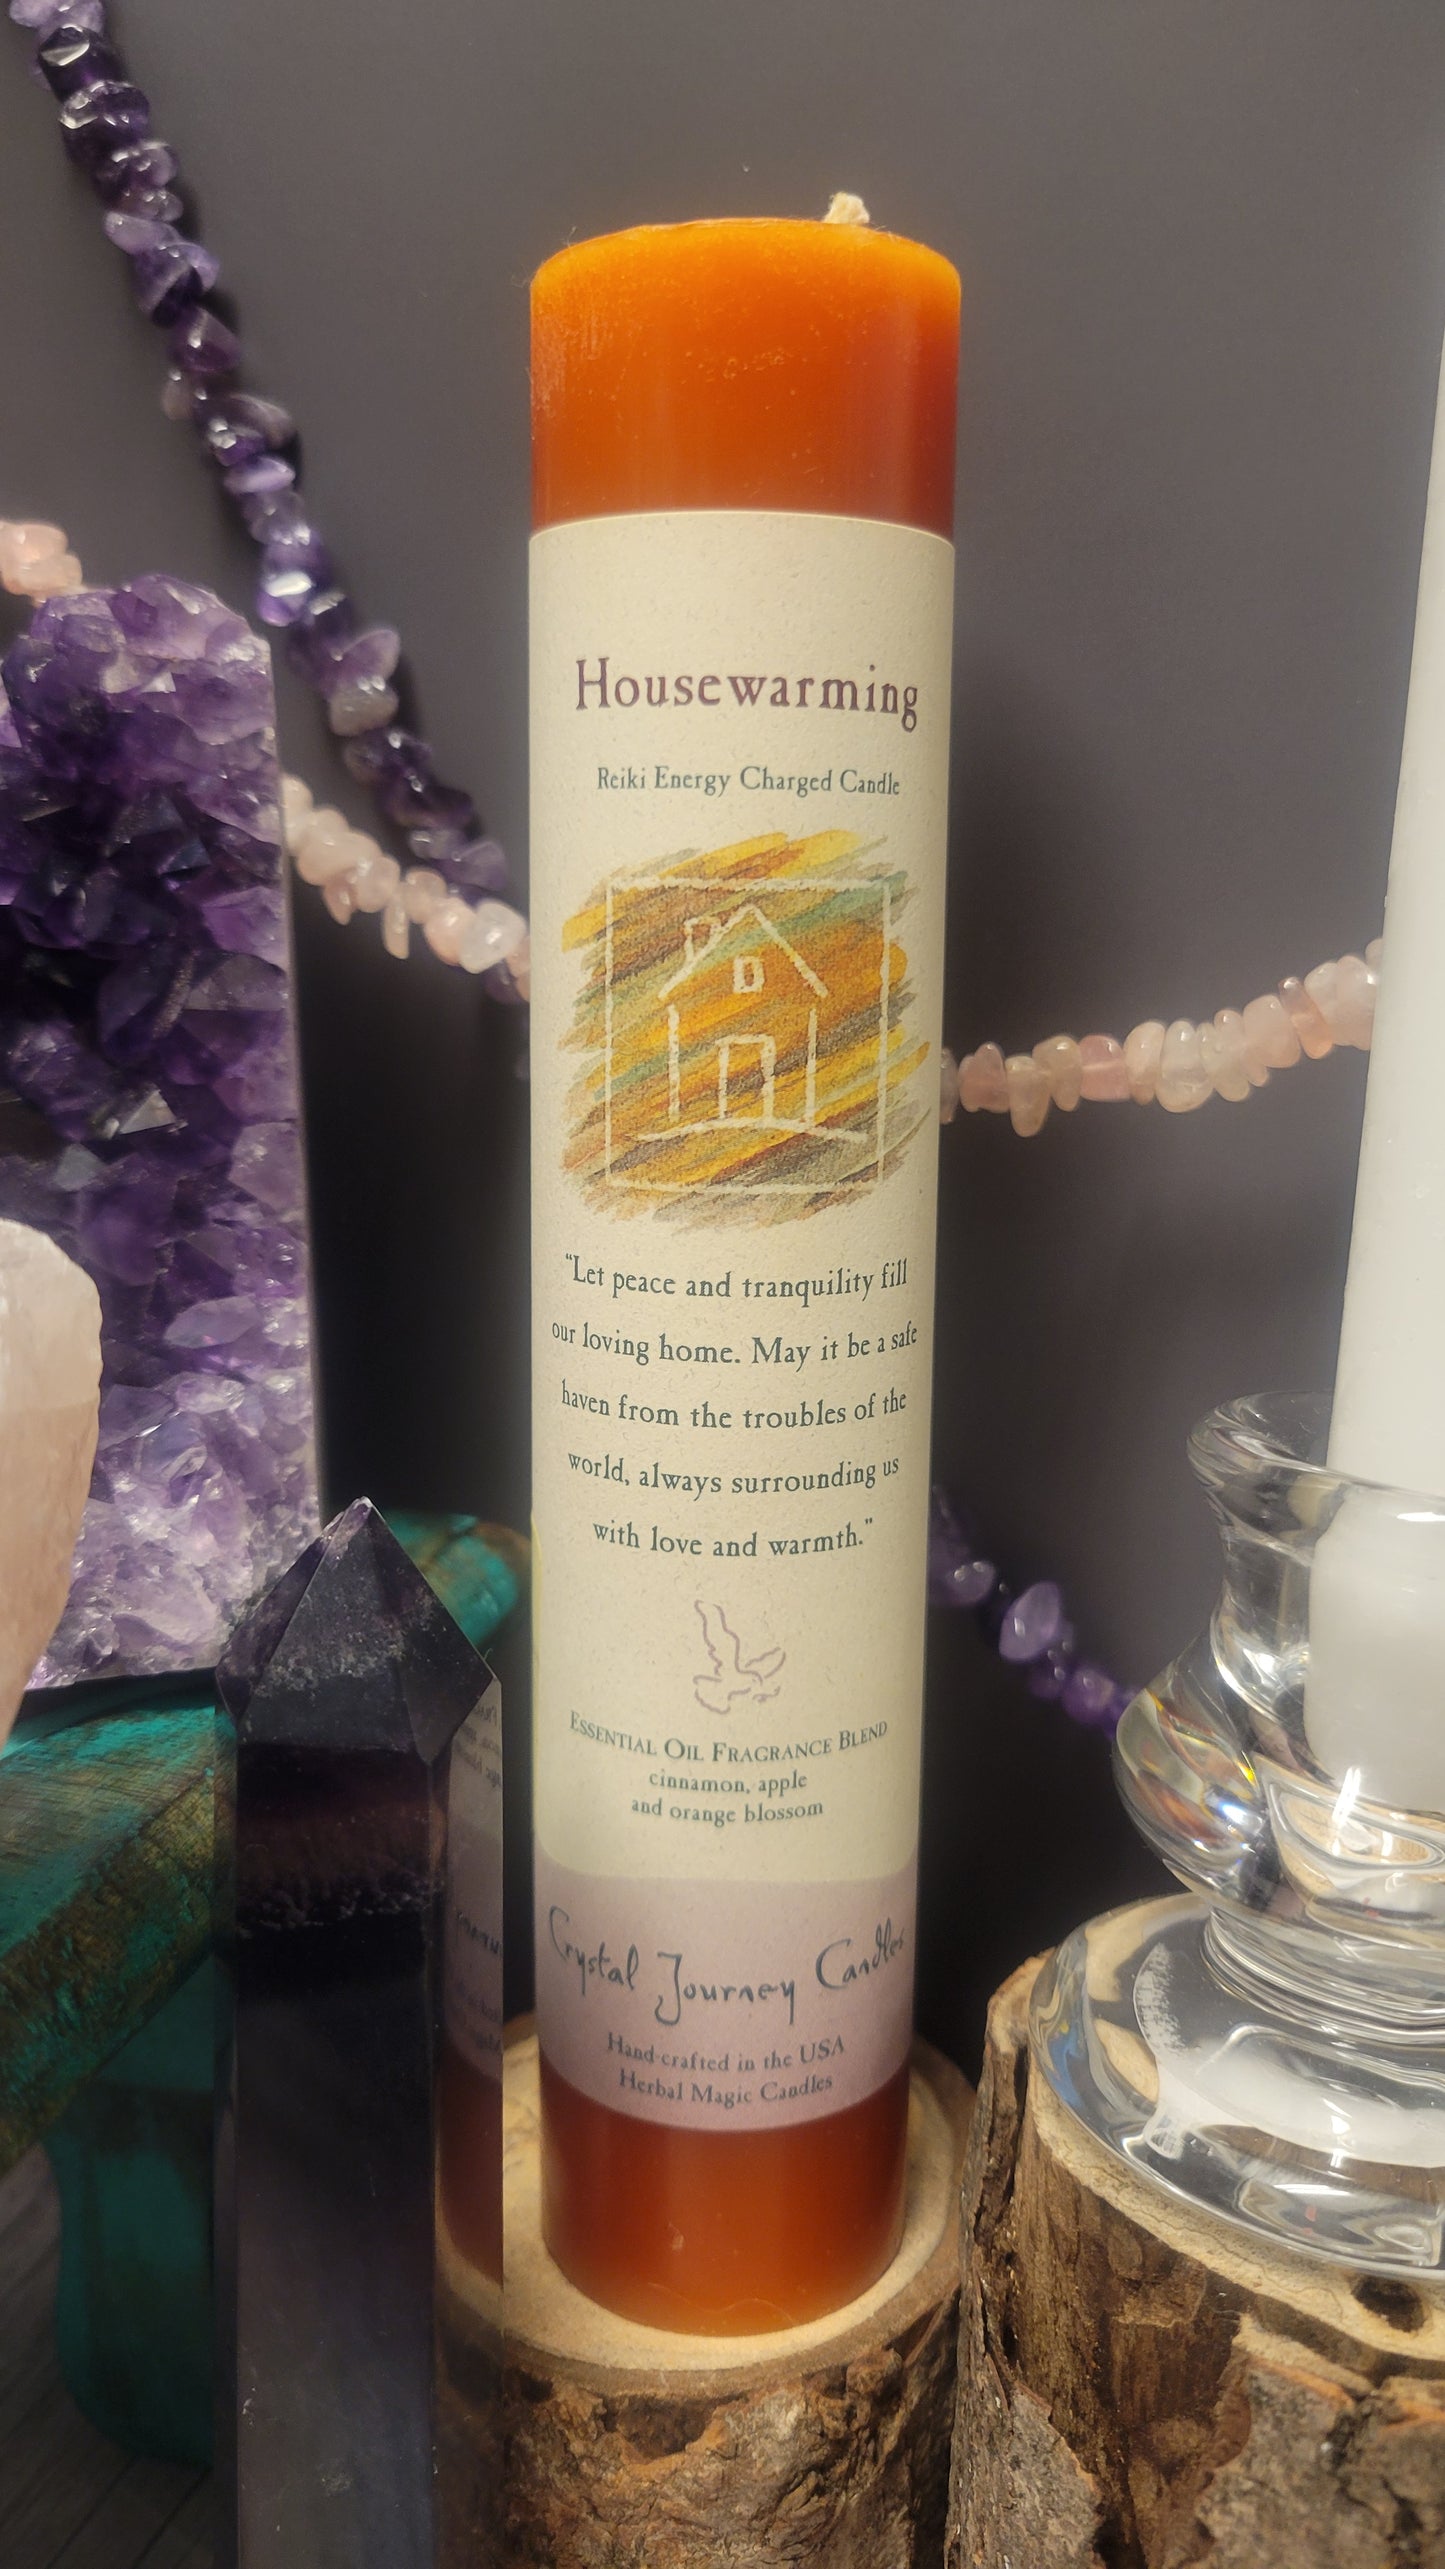 Housewarming
Reiki Energy Charged Candle
“Let peace and tranquility fill
our loving home. May it be a safe
haven from the troubles of the
world, always surrounding us
with love and warmth.”
ESSENTIAL OIL FRAGRANCE BLEND
cinnamon, apple
and orange blossom
Crystal Journey Candles
Hand-crafted in the USA
Herbal Magic Candles